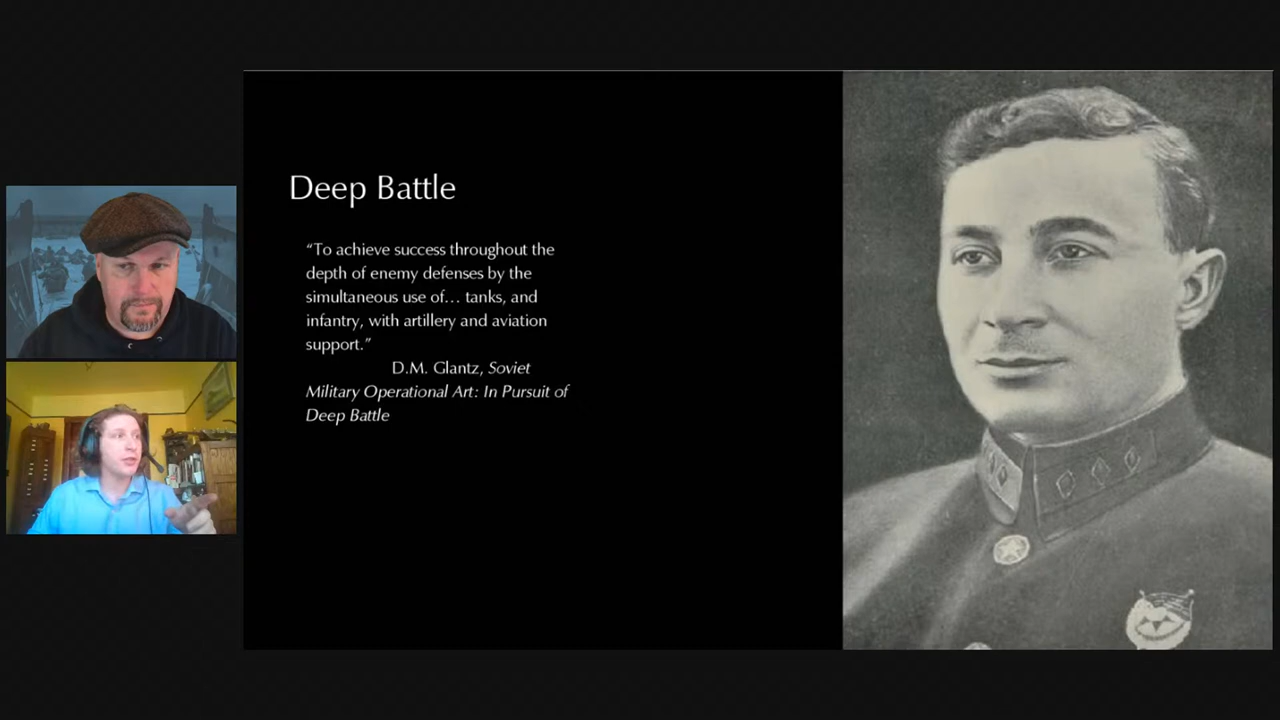 Deep Battle
“To achieve success throughout the
depth of enemy defenses by the
simultaneous use of… tanks, and
infantry, with artillery and aviation
support.”
D.M. Glantz, Soviet
Military Operational Art: In Pursuit of
Deep Battle